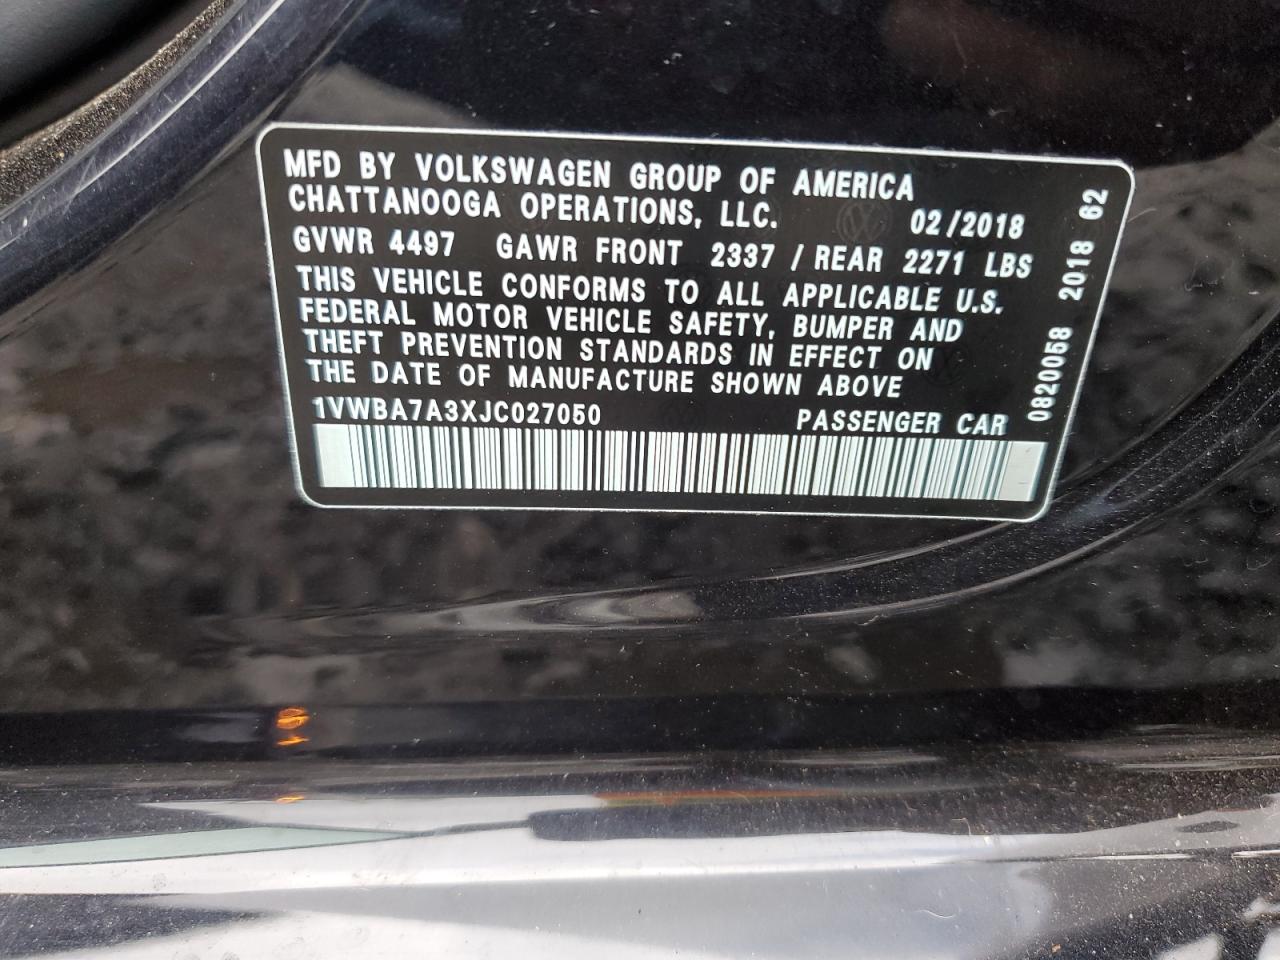 MFD BY VOLKSWAGEN GROUP OF AMERICA
CHATTANOOGA OPERATIONS, LLC. 02/2018
GVWR 4497 GAWR FRONT 2337 / REAR 2271 LBS
THIS VEHICLE CONFORMS TO ALL APPLICABLE U.S.
FEDERAL MOTOR VEHICLE SAFETY, BUMPER AND
THEFT PREVENTION STANDARDS IN EFFECT ON
THE DATE OF MANUFACTURE SHOWN ABOVE
1VWBA7A3XJC027050 PASSENGER CAR
0820058 2018 62